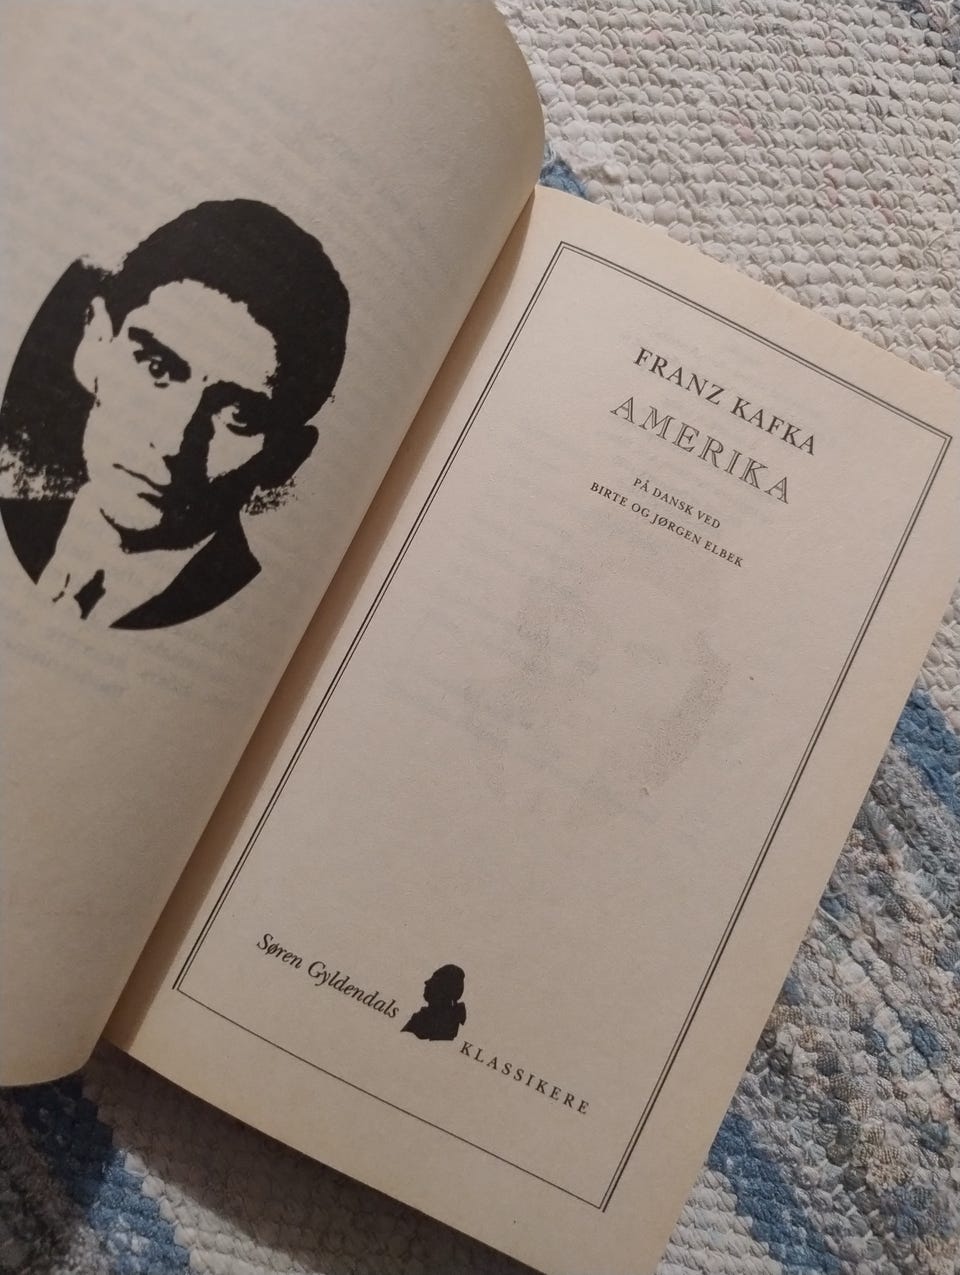 FRANZ KAFKA
AMERIKA
PÅ DANSK VED
BIRTE OG JØRGEN ELBEK
Søren Gyldendals
KLASSIKERE